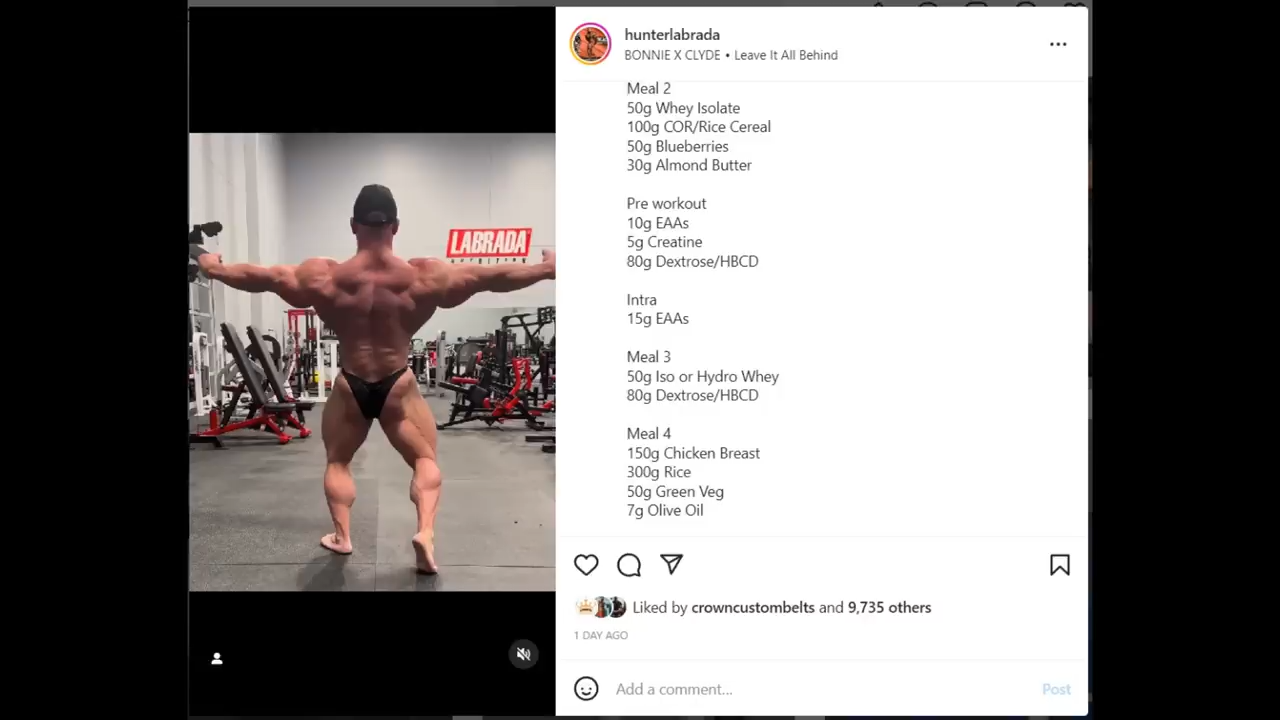 hunterlabrada
BONNIE X CLYDE • Leave It All Behind
Meal 2
50g Whey Isolate
100g COR/Rice Cereal
50g Blueberries
30g Almond Butter
Pre workout
10g EAAs
5g Creatine
80g Dextrose/HBCD
Intra
15g EAAs
Meal 3
50g Iso or Hydro Whey
80g Dextrose/HBCD
Meal 4
150g Chicken Breast
300g Rice
50g Green Veg
7g Olive Oil
LABRADA
NUTRITION
Liked by crowncustombelts and 9,735 others
1 DAY AGO
Add a comment...
Post